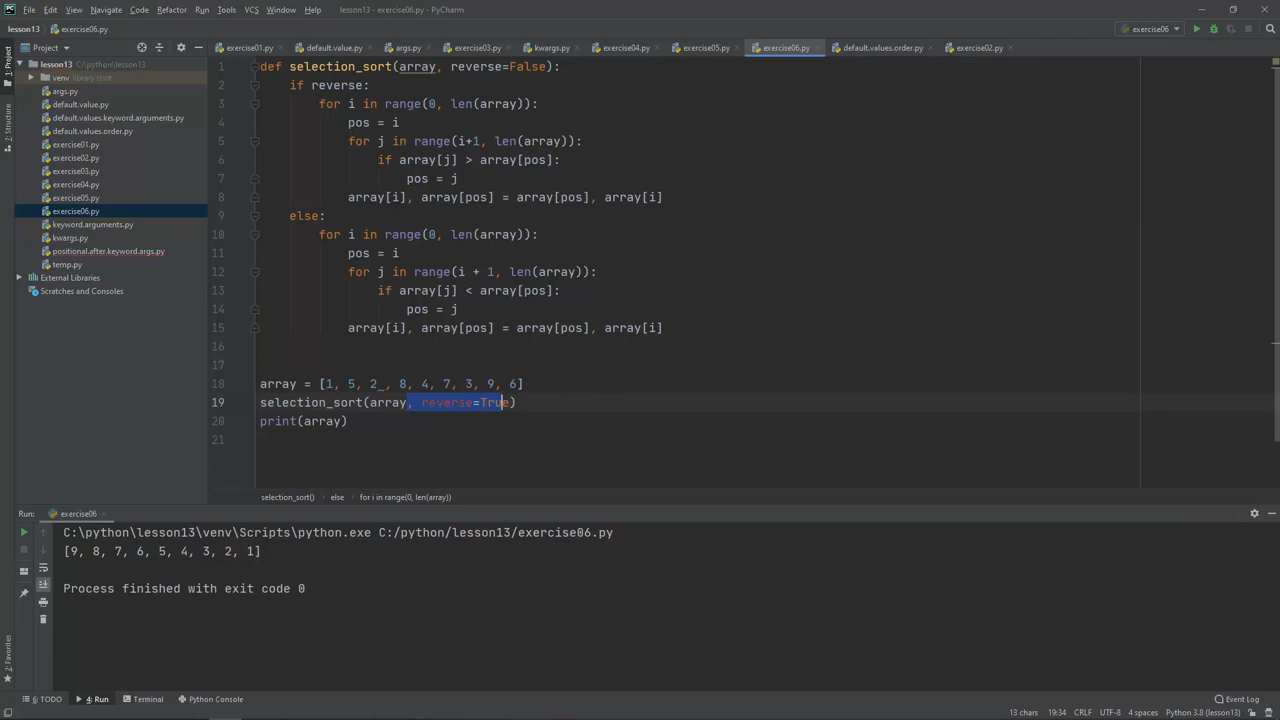 File Edit View Navigate Code Refactor Run Tools VCS Window Help lesson13 - exercise06.py - PyCharm
lesson13 exercise06.py exercise06
Project exercise01.py default.value.py args.py exercise03.py kwargs.py exercise04.py exercise05.py exercise06.py default.values.order.py exercise02.py
1: Project
Z: Structure
2: Favorites
lesson13 C:\python\lesson13
venv library root
args.py
default.value.py
default.values.keyword.arguments.py
default.values.order.py
exercise01.py
exercise02.py
exercise03.py
exercise04.py
exercise05.py
exercise06.py
keyword.arguments.py
kwargs.py
positional.after.keyword.args.py
temp.py
External Libraries
Scratches and Consoles
1 def selection_sort(array, reverse=False):
2 if reverse:
3 for i in range(0, len(array)):
4 pos = i
5 for j in range(i+1, len(array)):
6 if array[j] > array[pos]:
7 pos = j
8 array[i], array[pos] = array[pos], array[i]
9 else:
10 for i in range(0, len(array)):
11 pos = i
12 for j in range(i + 1, len(array)):
13 if array[j] < array[pos]:
14 pos = j
15 array[i], array[pos] = array[pos], array[i]
16
17
18 array = [1, 5, 2_, 8, 4, 7, 3, 9, 6]
19 selection_sort(array, reverse=True)
20 print(array)
21
selection_sort() else for i in range(0, len(array))
Run: exercise06
C:\python\lesson13\venv\Scripts\python.exe C:/python/lesson13/exercise06.py
[9, 8, 7, 6, 5, 4, 3, 2, 1]
Process finished with exit code 0
6: TODO 4: Run Terminal Python Console Event Log
13 chars 19:34 CRLF UTF-8 4 spaces Python 3.8 (lesson13)